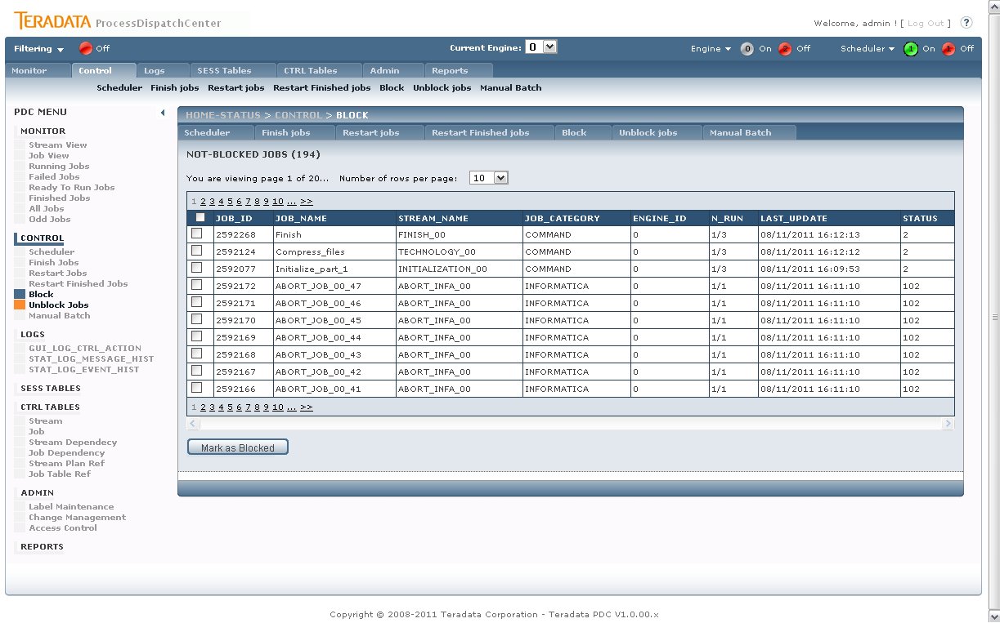 TERADATA ProcessDispatchCenter
Welcome, admin ! [ Log Out ] ?
Filtering Off Current Engine: 0 Engine 0 On 2 Off Scheduler 1 On 1 Off
Monitor Control Logs SESS Tables CTRL Tables Admin Reports
Scheduler Finish jobs Restart jobs Restart Finished jobs Block Unblock jobs Manual Batch
PDC MENU
MONITOR
Stream View
Job View
Running Jobs
Failed Jobs
Ready To Run Jobs
Finished Jobs
All Jobs
Odd Jobs
CONTROL
Scheduler
Finish Jobs
Restart Jobs
Restart Finished Jobs
Block
Unblock Jobs
Manual Batch
LOGS
GUI_LOG_CTRL_ACTION
STAT_LOG_MESSAGE_HIST
STAT_LOG_EVENT_HIST
SESS TABLES
CTRL TABLES
Stream
Job
Stream Dependecy
Job Dependency
Stream Plan Ref
Job Table Ref
ADMIN
Label Maintenance
Change Management
Access Control
REPORTS
HOME-STATUS > CONTROL > BLOCK
Scheduler Finish jobs Restart jobs Restart Finished jobs Block Unblock jobs Manual Batch
NOT-BLOCKED JOBS (194)
You are viewing page 1 of 20... Number of rows per page: 10
1 2 3 4 5 6 7 8 9 10 ... >>
JOB_ID JOB_NAME STREAM_NAME JOB_CATEGORY ENGINE_ID N_RUN LAST_UPDATE STATUS
2592268 Finish FINISH_00 COMMAND 0 1/3 08/11/2011 16:12:13 2
2592124 Compress_files TECHNOLOGY_00 COMMAND 0 1/3 08/11/2011 16:12:12 2
2592077 Initialize_part_1 INITIALIZATION_00 COMMAND 0 1/3 08/11/2011 16:09:53 2
2592172 ABORT_JOB_00_47 ABORT_INFA_00 INFORMATICA 0 1/1 08/11/2011 16:11:10 102
2592171 ABORT_JOB_00_46 ABORT_INFA_00 INFORMATICA 0 1/1 08/11/2011 16:11:10 102
2592170 ABORT_JOB_00_45 ABORT_INFA_00 INFORMATICA 0 1/1 08/11/2011 16:11:10 102
2592169 ABORT_JOB_00_44 ABORT_INFA_00 INFORMATICA 0 1/1 08/11/2011 16:11:10 102
2592168 ABORT_JOB_00_43 ABORT_INFA_00 INFORMATICA 0 1/1 08/11/2011 16:11:10 102
2592167 ABORT_JOB_00_42 ABORT_INFA_00 INFORMATICA 0 1/1 08/11/2011 16:11:10 102
2592166 ABORT_JOB_00_41 ABORT_INFA_00 INFORMATICA 0 1/1 08/11/2011 16:11:10 102
1 2 3 4 5 6 7 8 9 10 ... >>
Mark as Blocked
Copyright @ 2008-2011 Teradata Corporation - Teradata PDC V1.0.00.x